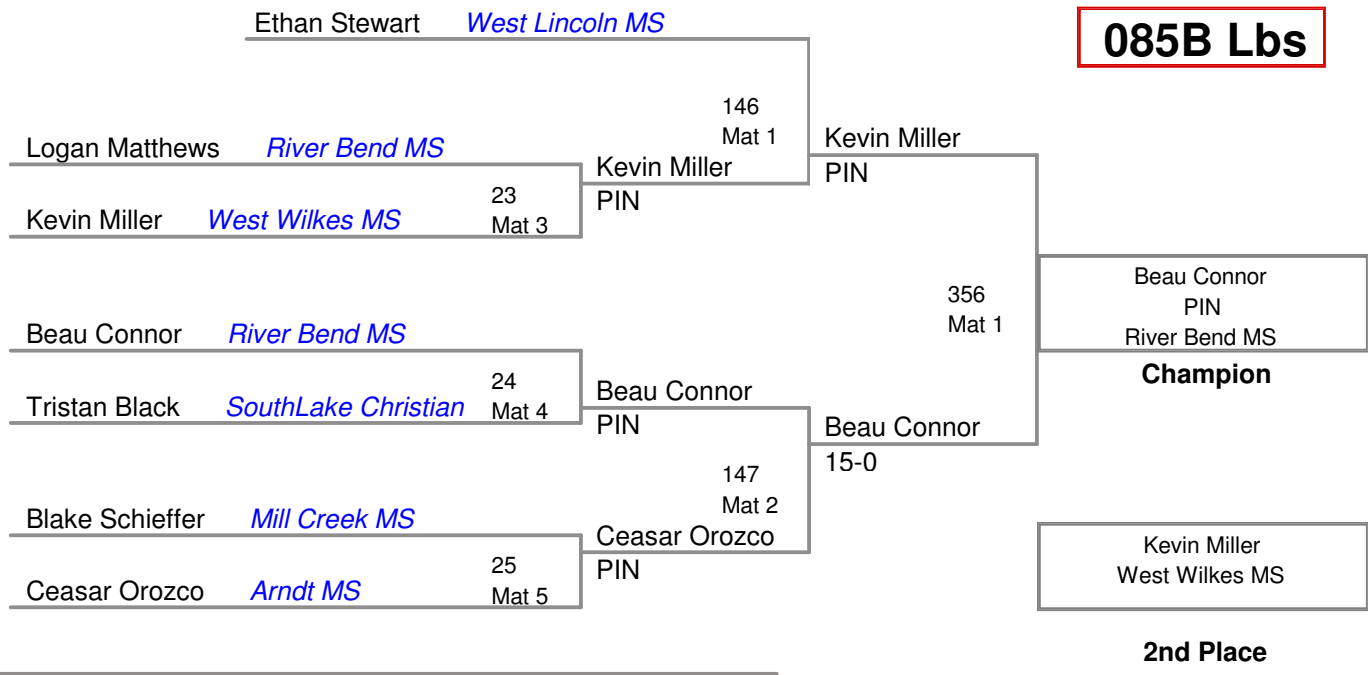 Ethan Stewart West Lincoln MS
085B Lbs
146
Mat 1
Logan Matthews River Bend MS
Kevin Miller
PIN
Kevin Miller
PIN
23
Mat 3
Kevin Miller West Wilkes MS
356
Mat 1
Beau Connor
PIN
River Bend MS
Champion
Beau Connor River Bend MS
24
Mat 4
Tristan Black SouthLake Christian
Beau Connor
PIN
Beau Connor
15-0
147
Mat 2
Blake Schieffer Mill Creek MS
Ceasar Orozco
PIN
25
Mat 5
Ceasar Orozco Arndt MS
Kevin Miller
West Wilkes MS
2nd Place